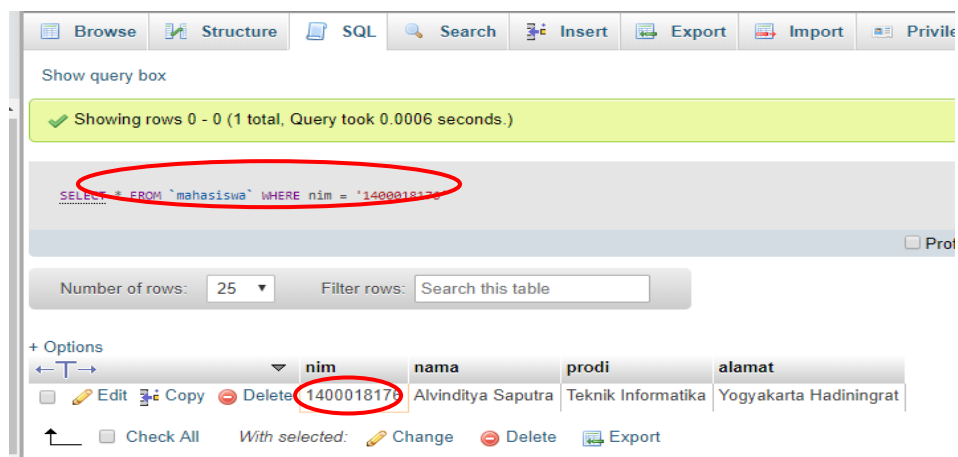 Browse Structure SQL Search Insert Export Import
Show query box
Showing rows 0 - 0 (1 total, Query took 0.0006 seconds.)
SELECT * FROM `mahasiswa` WHERE nim = '1400018176'
Number of rows: 25 Filter rows: Search this table
+ Options
←T→ nim nama prodi alamat
Edit Copy Delete 1400018176 Alvinditya Saputra Teknik Informatika Yogyakarta Hadiningrat
Check All With selected: Change Delete Export